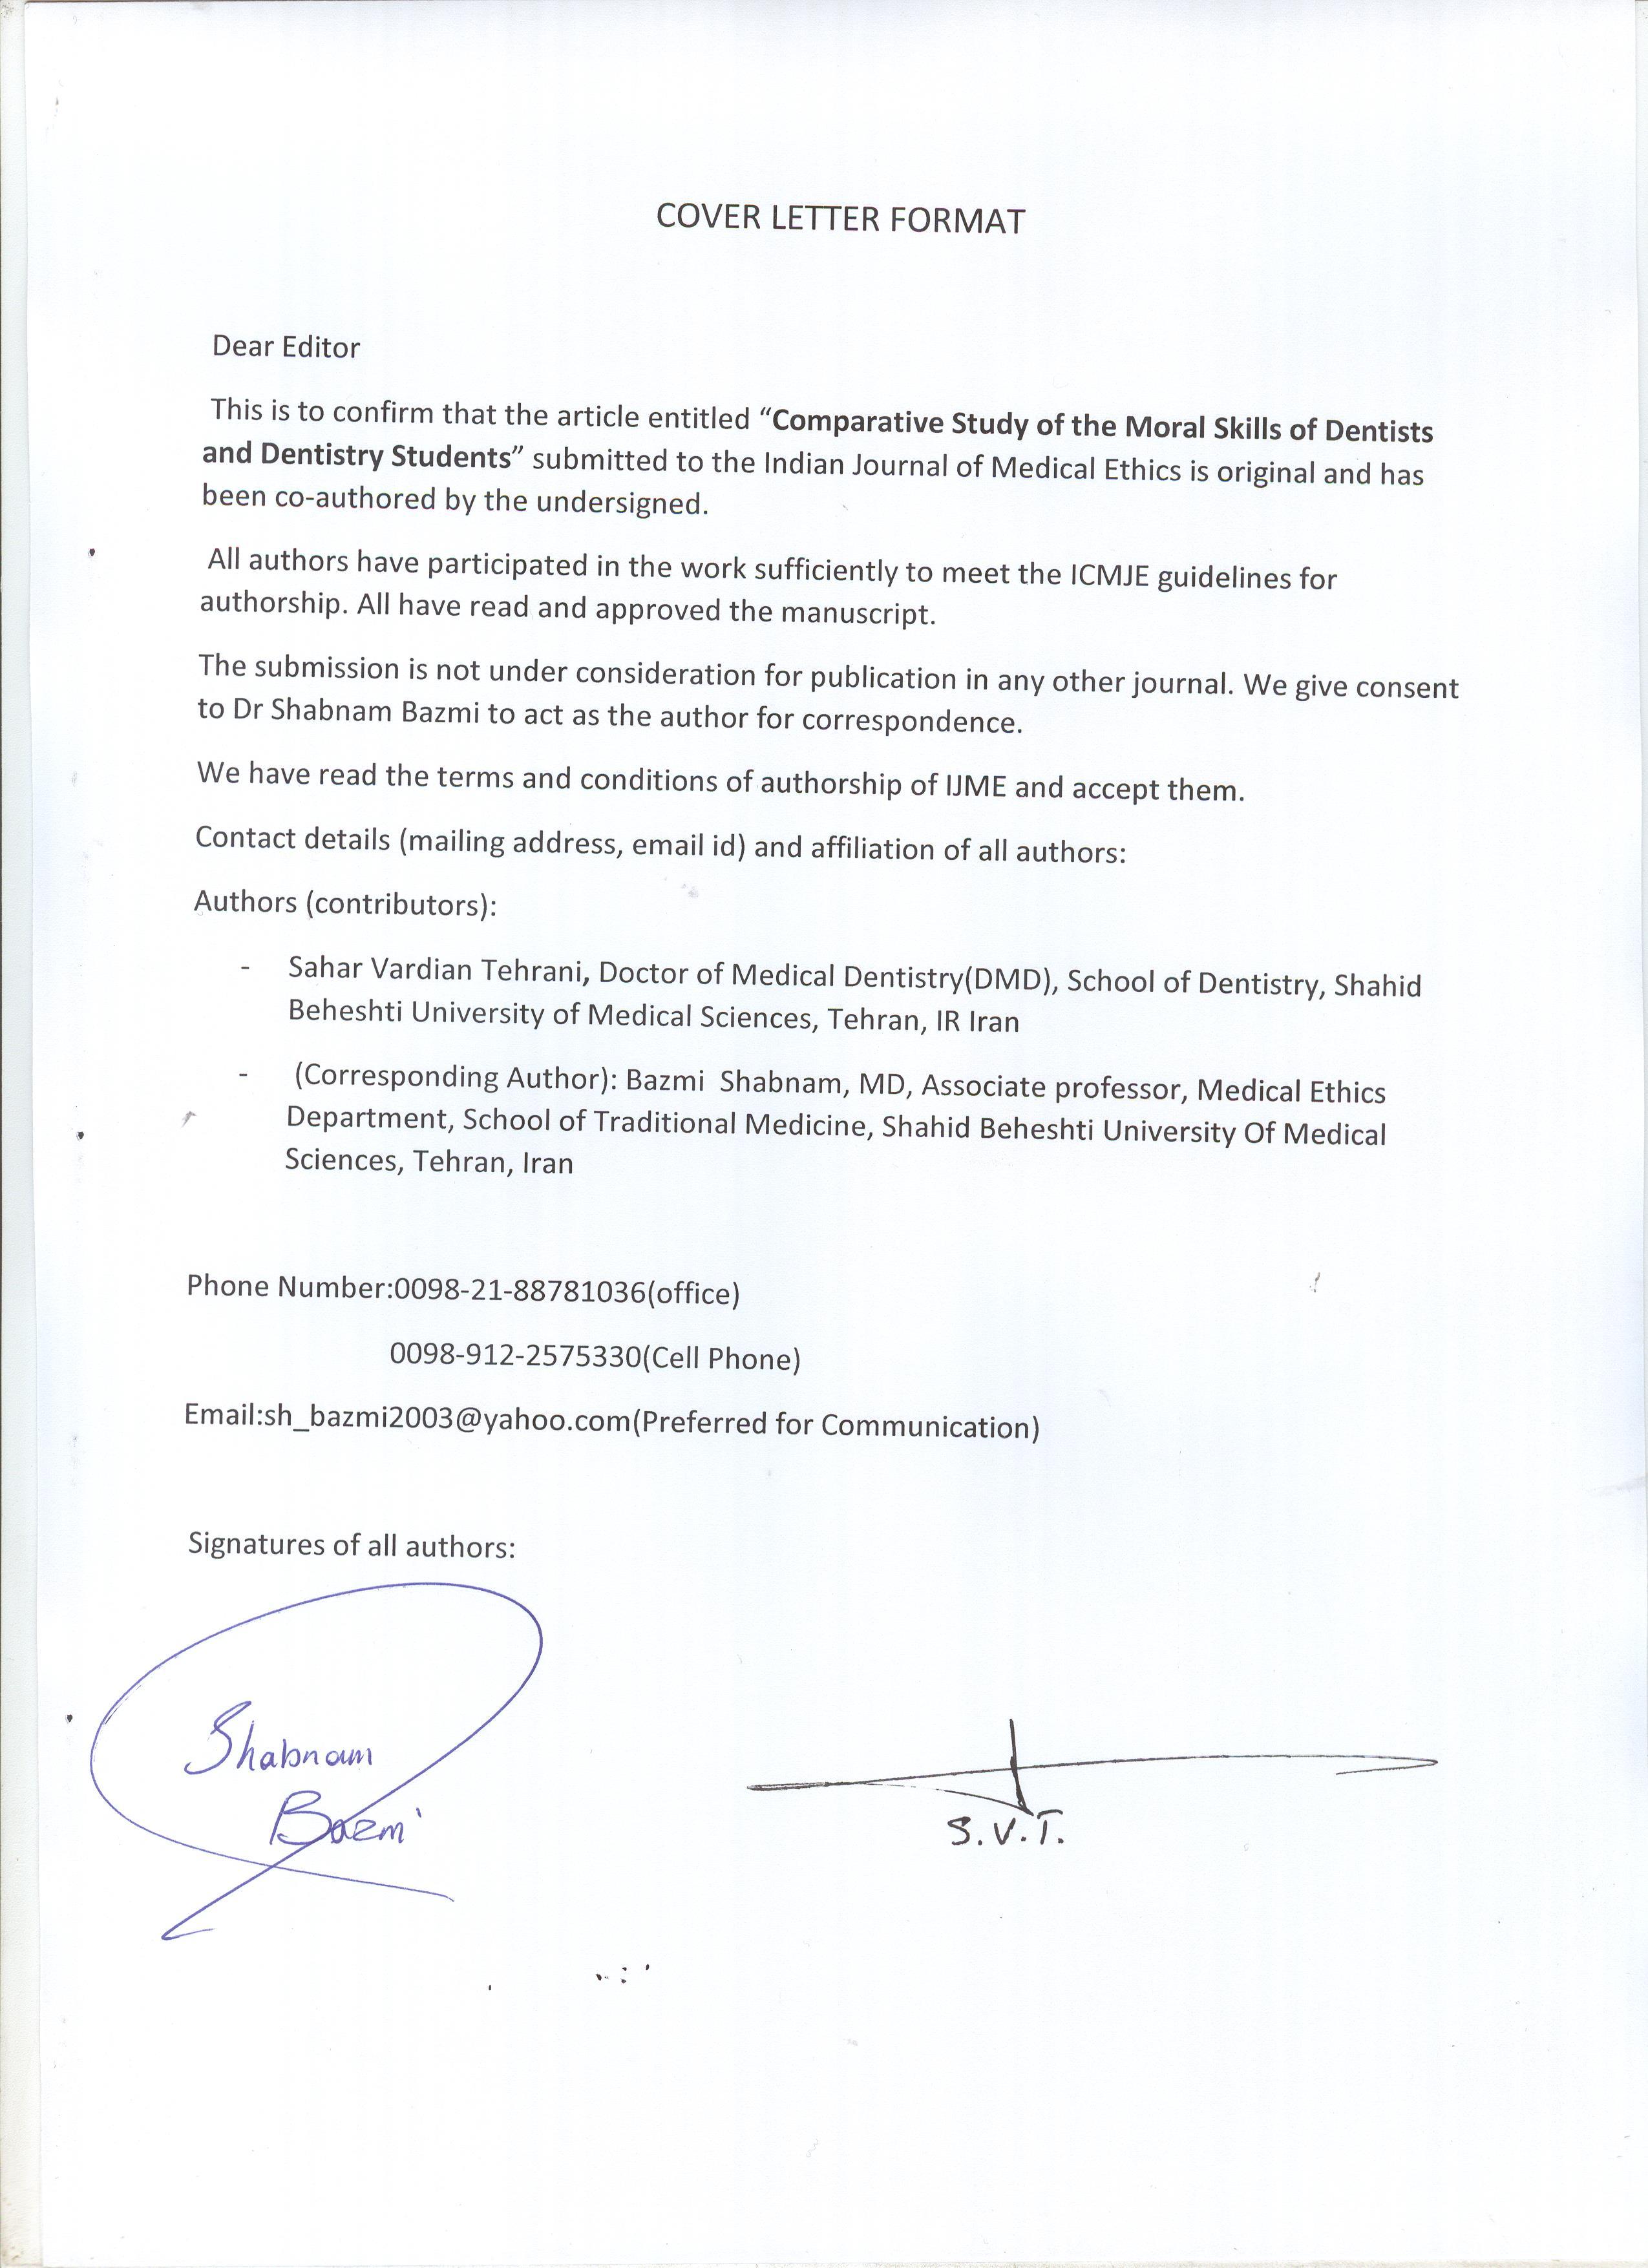 COVER LETTER FORMAT
Dear Editor
This is to confirm that the article entitled “Comparative Study of the Moral Skills of Dentists
and Dentistry Students” submitted to the Indian Journal of Medical Ethics is original and has
been co-authored by the undersigned.
All authors have participated in the work sufficiently to meet the ICMJE guidelines for
authorship. All have read and approved the manuscript.
The submission is not under consideration for publication in any other journal. We give consent
to Dr Shabnam Bazmi to act as the author for correspondence.
We have read the terms and conditions of authorship of IJME and accept them.
Contact details (mailing address, email id) and affiliation of all authors:
Authors (contributors):
- Sahar Vardian Tehrani, Doctor of Medical Dentistry(DMD), School of Dentistry, Shahid
Beheshti University of Medical Sciences, Tehran, IR Iran
- (Corresponding Author): Bazmi Shabnam, MD, Associate professor, Medical Ethics
Department, School of Traditional Medicine, Shahid Beheshti University Of Medical
Sciences, Tehran, Iran
Phone Number:0098-21-88781036(office)
0098-912-2575330(Cell Phone)
Email:sh_bazmi2003@yahoo.com(Preferred for Communication)
Signatures of all authors:
Shabnam
Bazmi
S.V.T.